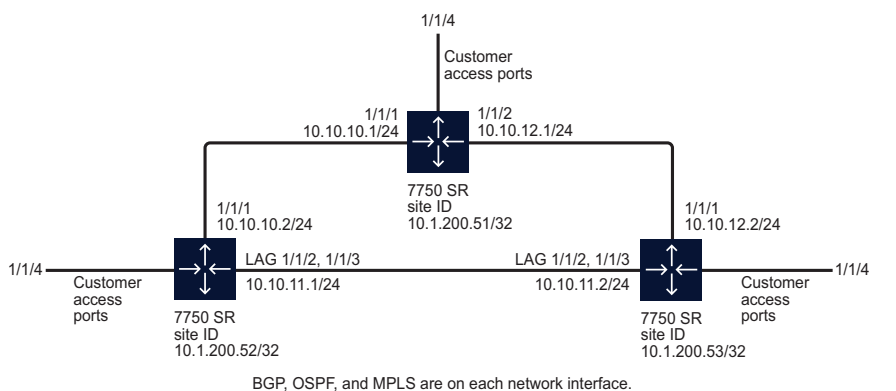 1/1/4
Customer
access ports
1/1/1
10.10.10.1/24
1/1/2
10.10.12.1/24
7750 SR
site ID
10.1.200.51/32
1/1/1
10.10.10.2/24
1/1/1
10.10.12.2/24
1/1/4
Customer
access
ports
LAG 1/1/2, 1/1/3
10.10.11.1/24
LAG 1/1/2, 1/1/3
10.10.11.2/24
Customer
access
ports
1/1/4
7750 SR
site ID
10.1.200.52/32
7750 SR
site ID
10.1.200.53/32
BGP, OSPF, and MPLS are on each network interface.